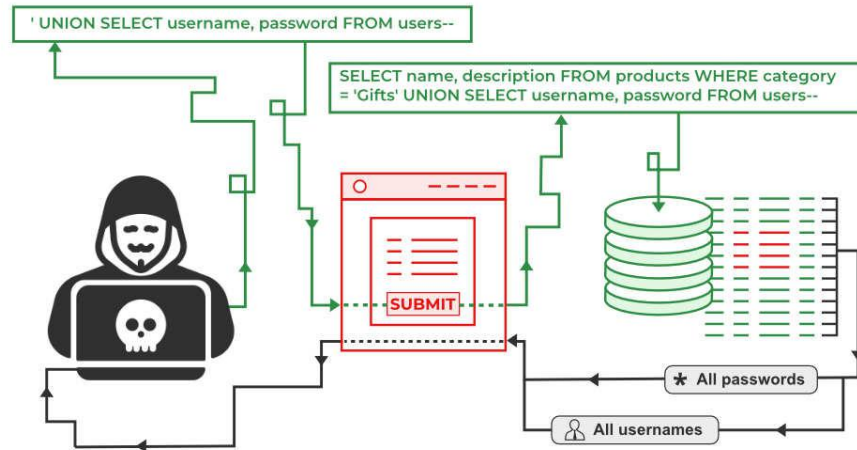 ' UNION SELECT username, password FROM users--
SELECT name, description FROM products WHERE category
= 'Gifts' UNION SELECT username, password FROM users--
SUBMIT
* All passwords
All usernames